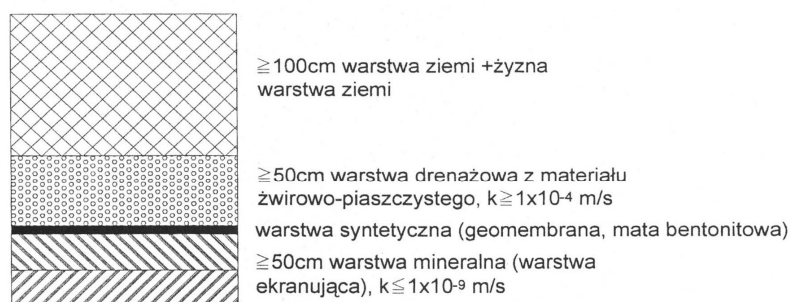 ≧100cm warstwa ziemi +żyzna
warstwa ziemi
≧50cm warstwa drenażowa z materiału
żwirowo-piaszczystego, k≧1x10-4 m/s
warstwa syntetyczna (geomembrana, mata bentonitowa)
≧50cm warstwa mineralna (warstwa
ekranująca), k≦1x10-9 m/s